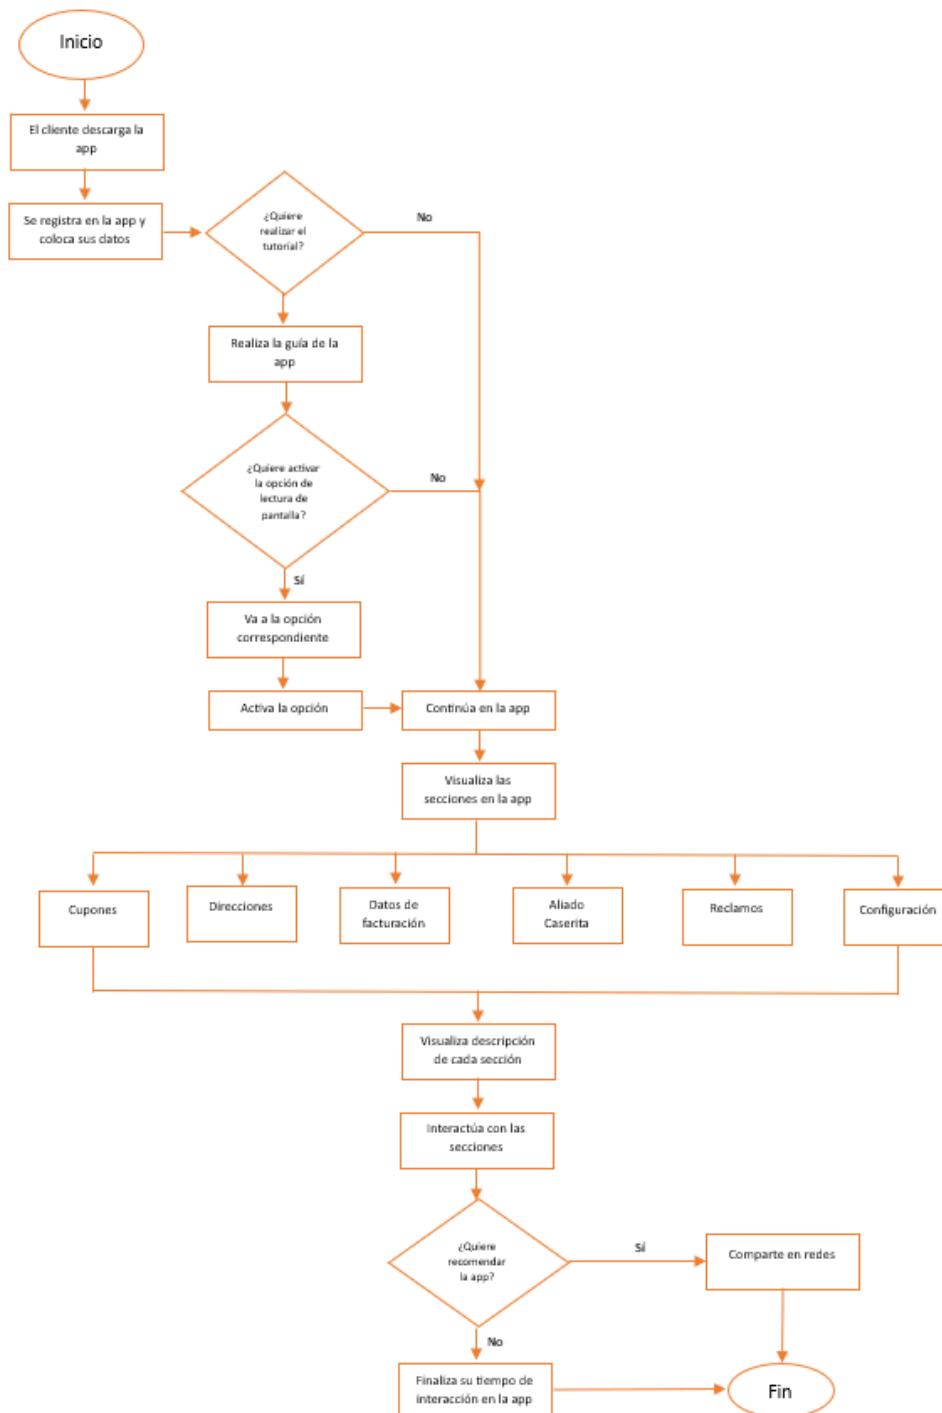 Inicio
El cliente descarga la
app
Se registra en la app y
coloca sus datos
¿Quiere
realizar el
tutorial?
No
Realiza la guía de la
app
¿Quiere activar
la opción de
lectura de
pantalla?
No
Sí
Va a la opción
correspondiente
Activa la opción
Continúa en la app
Visualiza las
secciones en la app
Cupones
Direcciones
Datos de
facturación
Aliado
Caserita
Reclamos
Configuración
Visualiza descripción
de cada sección
Interactúa con las
secciones
¿Quiere
recomendar
la app?
Sí
Comparte en redes
No
Finaliza su tiempo de
interacción en la app
Fin